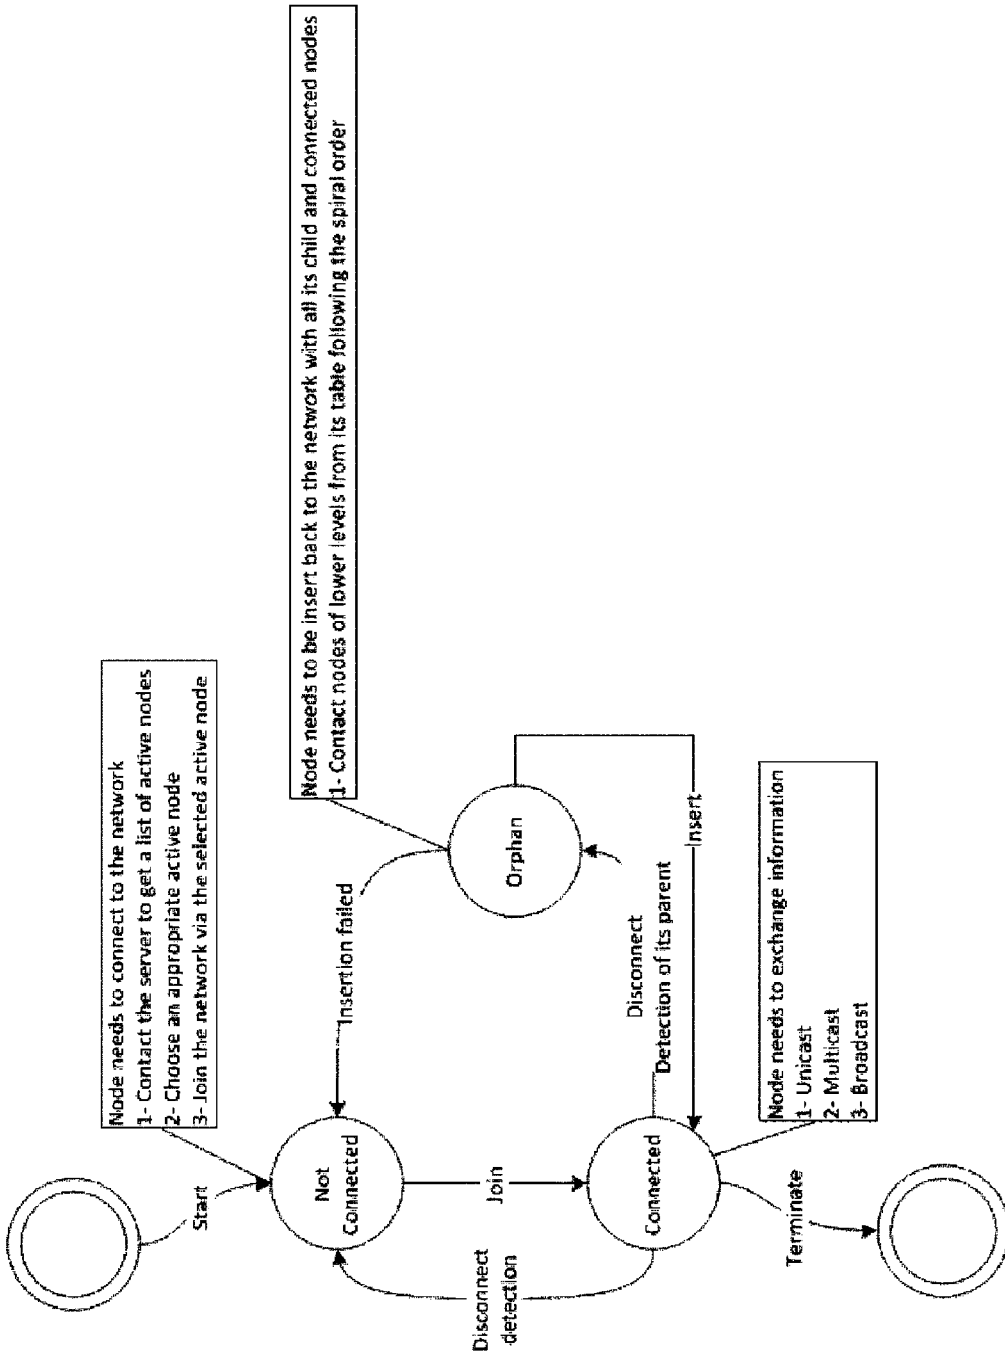 Start
Node needs to connect to the network
1- Contact the server to get a list of active nodes
2- Choose an appropriate active node
3- Join the network via the selected active node
Not
Connected
Insertion failed
Node needs to be insert back to the network with all its child and connected nodes
1- Contact nodes of lower levels from its table following the spiral order
Disconnect
detection
Join
Orphan
Disconnect
Detection of its parent
Insert
Connected
Terminate
Node needs to exchange information
1- Unicast
2- Multicast
3- Broadcast